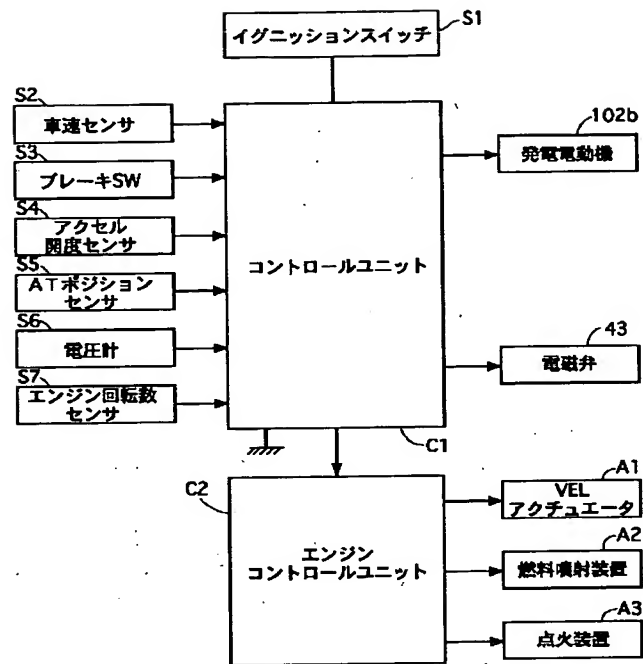 S1
イグニッションスイッチ
S2
車速センサ
S3
ブレーキSW
S4
アクセル
開度センサ
S5
ATポジション
センサ
S6
電圧計
S7
エンジン回転数
センサ
コントロールユニット
C1
102b
発電電動機
43
電磁弁
C2
エンジン
コントロールユニット
A1
VEL
アクチュエータ
A2
燃料噴射装置
A3
点火装置